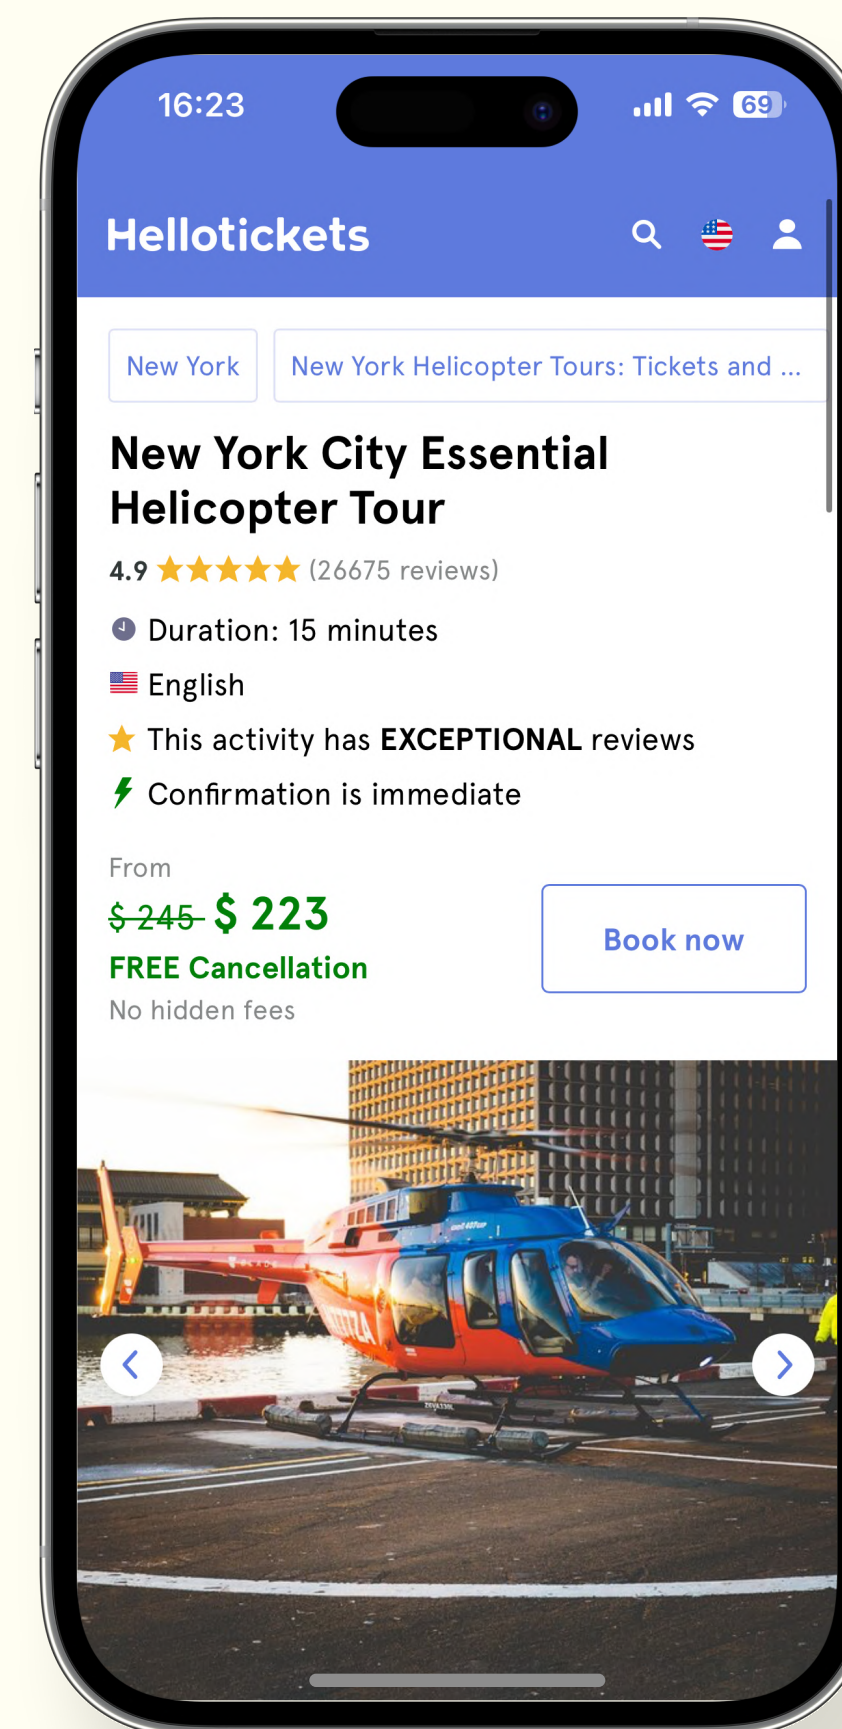 16:23
69
Hellotickets
New York
New York Helicopter Tours: Tickets and ...
New York City Essential
Helicopter Tour
4.9 (26675 reviews)
Duration: 15 minutes
English
This activity has EXCEPTIONAL reviews
Confirmation is immediate
From
$ 245 $ 223
Book now
FREE Cancellation
No hidden fees
BLADE